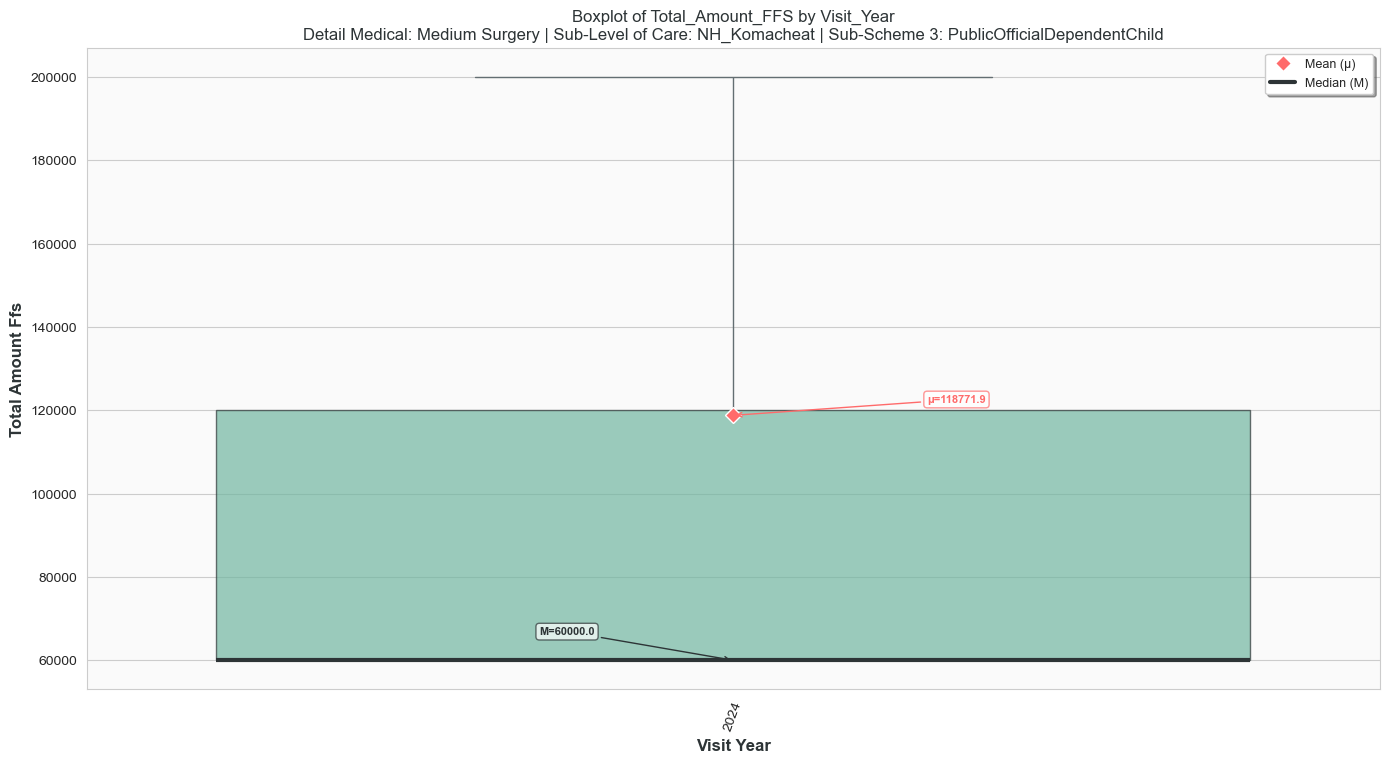 Boxplot of Total_Amount_FFS by Visit_Year
Detail Medical: Medium Surgery | Sub-Level of Care: NH_Komacheat | Sub-Scheme 3: PublicOfficialDependentChild
Mean (μ)
Median (M)
200000
180000
160000
140000
120000
100000
80000
60000
Total Amount Ffs
μ=118771.9
M=60000.0
2024
Visit Year